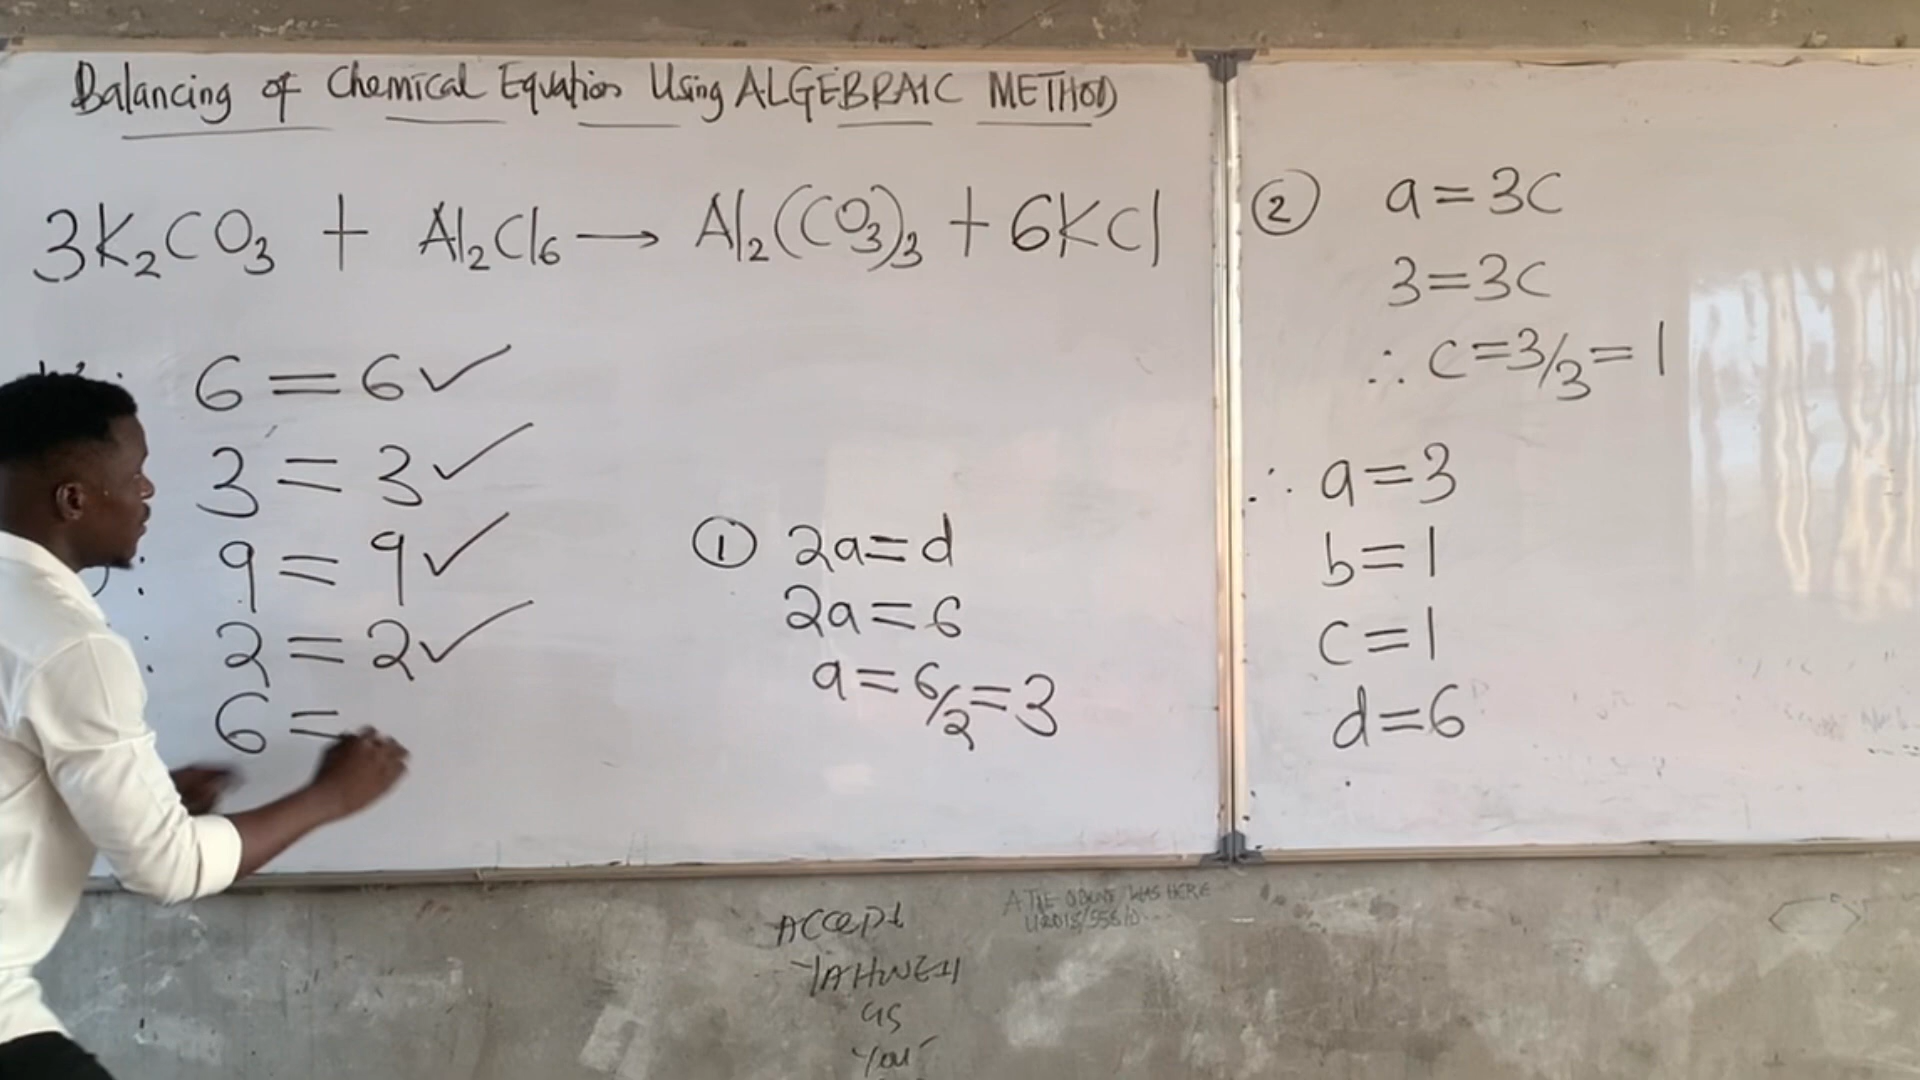 Balancing of Chemical Equation Using ALGEBRAIC METHOD
3K₂CO₃ + Al₂Cl₆ → Al₂(CO₃)₃ + 6KCl
6 = 6 ✓
3 = 3 ✓
9 = 9 ✓
2 = 2 ✓
6 =
① 2a = d
2a = 6
a = 6/2 = 3
② a = 3c
3 = 3c
∴ c = 3/3 = 1
∴ a = 3
b = 1
c = 1
d = 6
WAS HERE
ACCEPt
YAHWEH
as
You